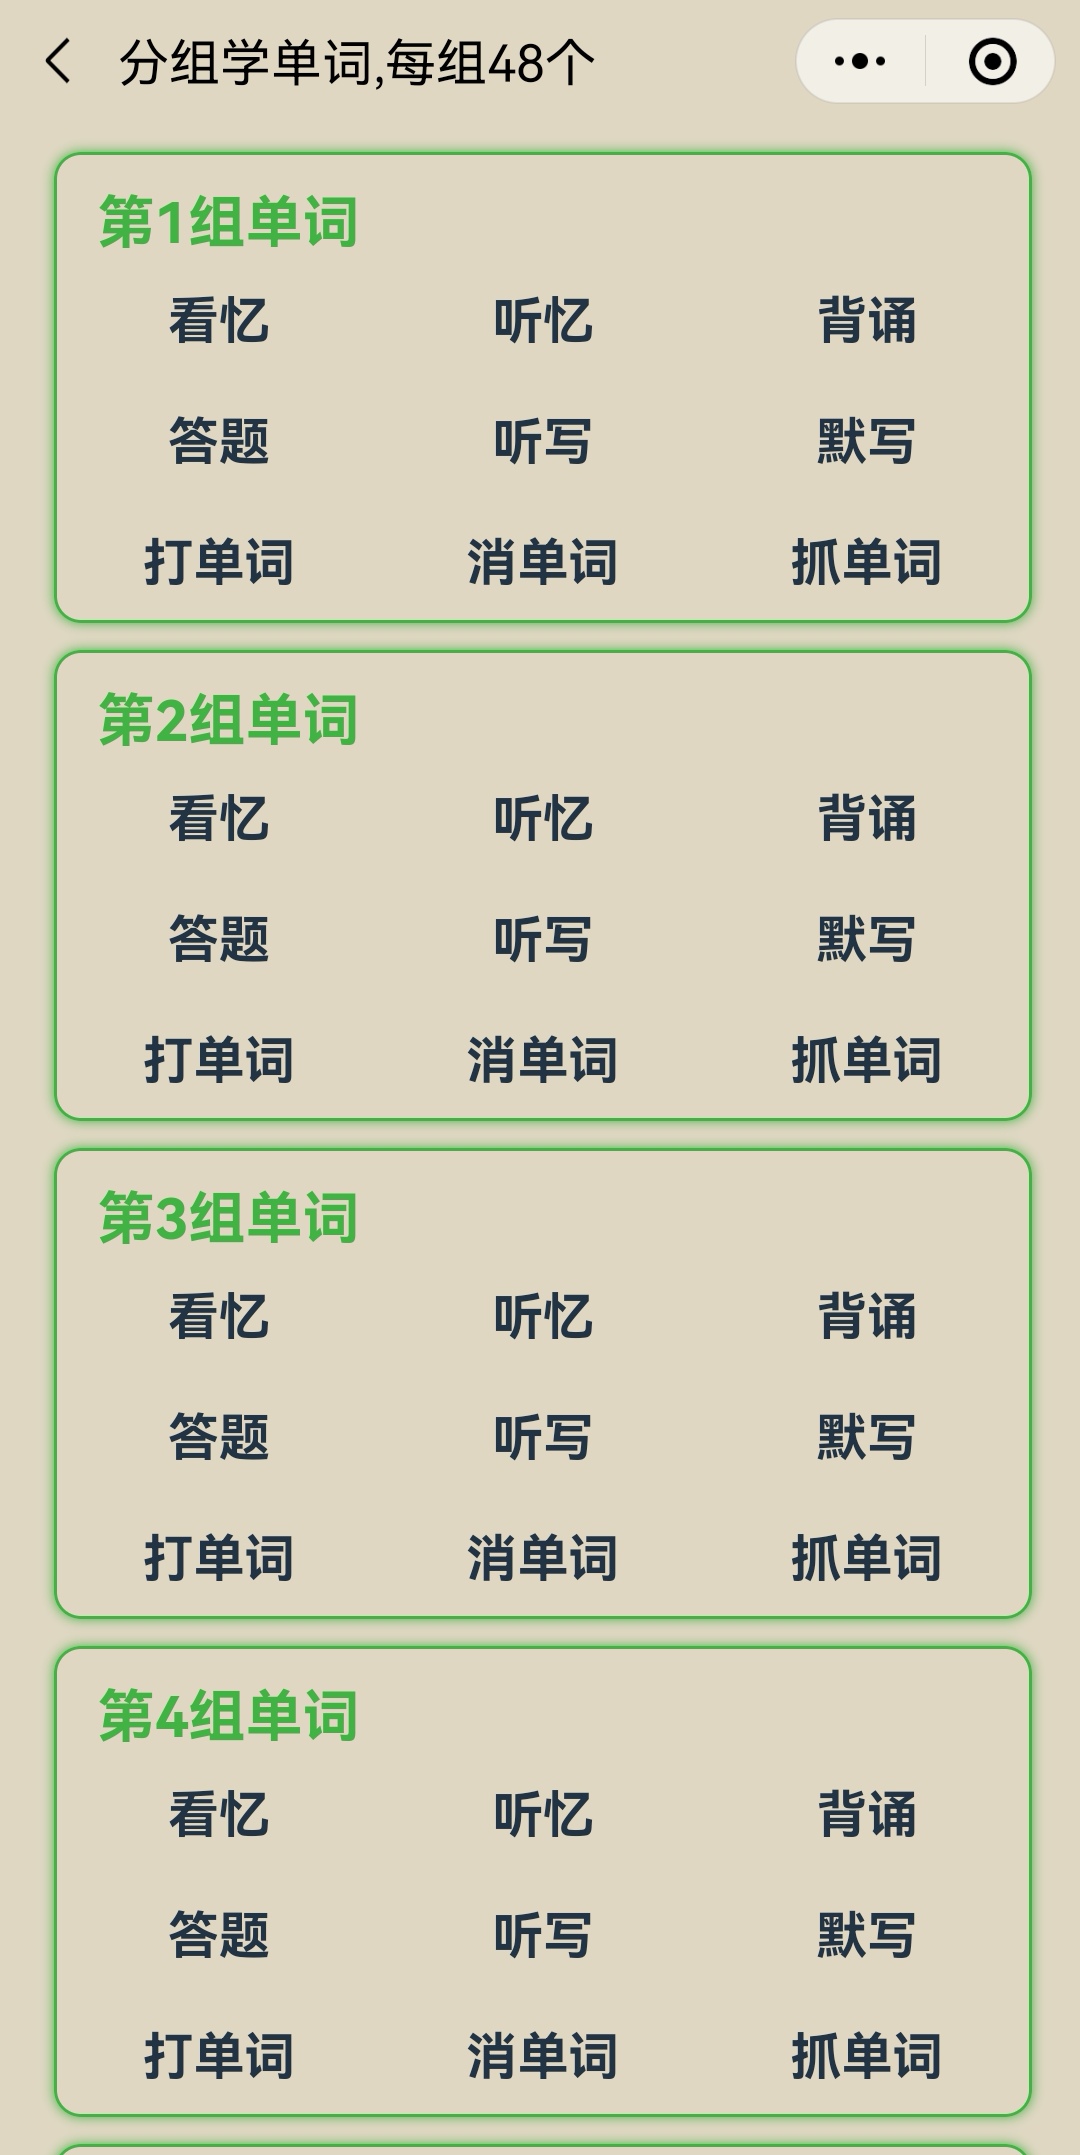 分组学单词,每组48个
第1组单词
看忆 听忆 背诵
答题 听写 默写
打单词 消单词 抓单词
第2组单词
看忆 听忆 背诵
答题 听写 默写
打单词 消单词 抓单词
第3组单词
看忆 听忆 背诵
答题 听写 默写
打单词 消单词 抓单词
第4组单词
看忆 听忆 背诵
答题 听写 默写
打单词 消单词 抓单词